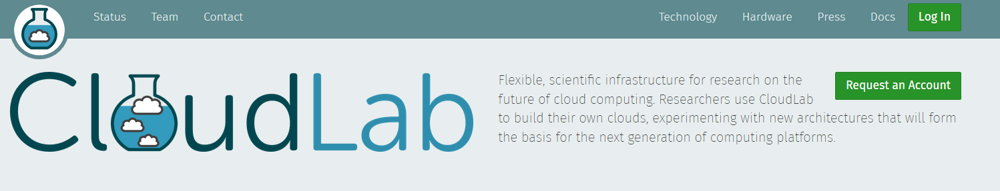 Status Team Contact Technology Hardware Press Docs Log In
CloudLab
Flexible, scientific infrastructure for research on the
future of cloud computing. Researchers use CloudLab
to build their own clouds, experimenting with new architectures that will form
the basis for the next generation of computing platforms.
Request an Account